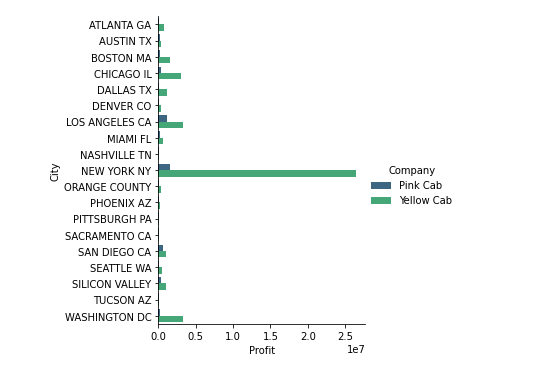 ATLANTA GA
AUSTIN TX
BOSTON MA
CHICAGO IL
DALLAS TX
DENVER CO
LOS ANGELES CA
MIAMI FL
NASHVILLE TN
NEW YORK NY
ORANGE COUNTY
PHOENIX AZ
PITTSBURGH PA
SACRAMENTO CA
SAN DIEGO CA
SEATTLE WA
SILICON VALLEY
TUCSON AZ
WASHINGTON DC
City
0.0 0.5 1.0 1.5 2.0 2.5
1e7
Profit
Company
Pink Cab
Yellow Cab